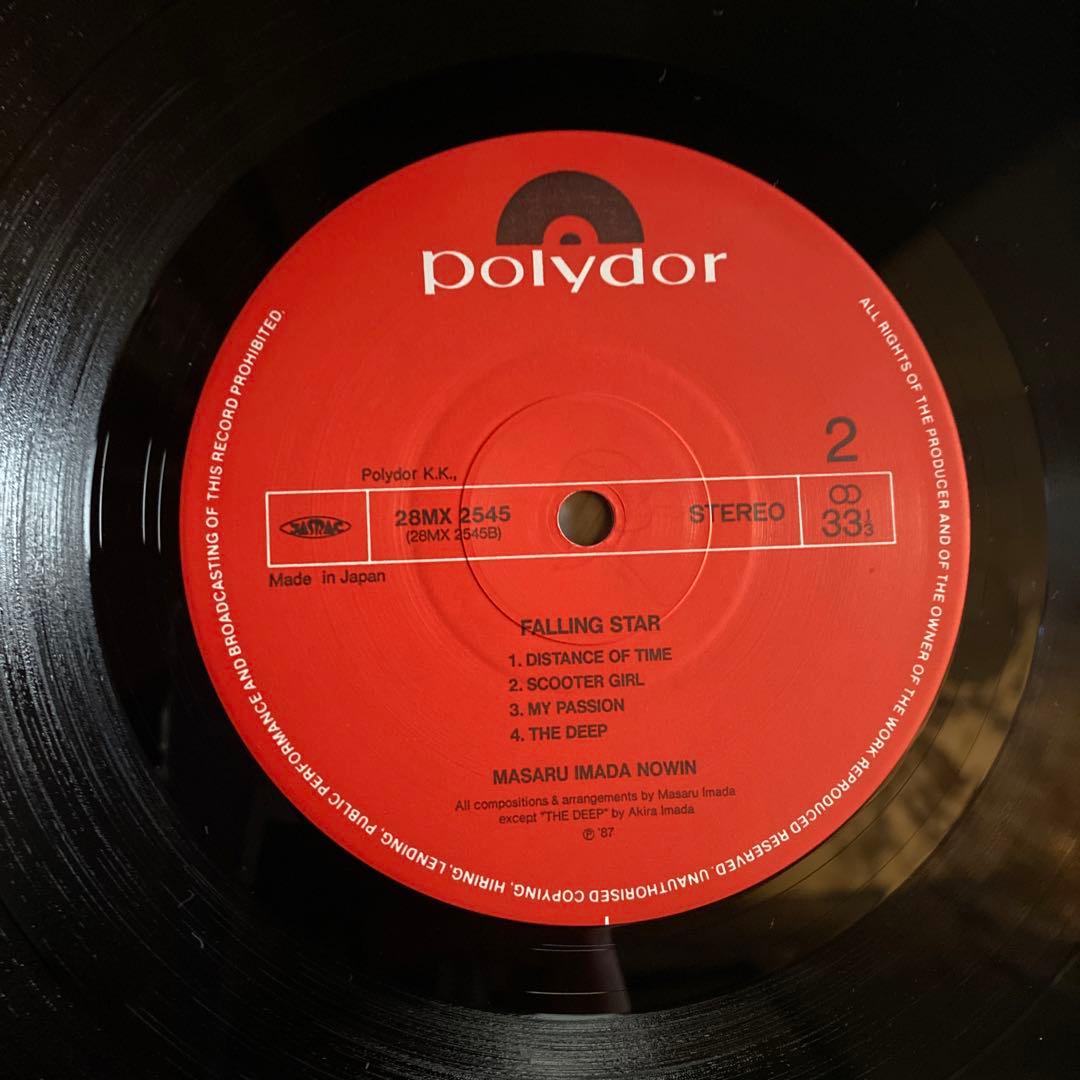 polydor
2
Polydor K.K.,
JASRAC
28MX 2545
(28MX 2545B)
STEREO
33⅓
Made in Japan
FALLING STAR
1. DISTANCE OF TIME
2. SCOOTER GIRL
3. MY PASSION
4. THE DEEP
MASARU IMADA NOWIN
All compositions & arrangements by Masaru Imada
except "THE DEEP" by Akira Imada
Ⓟ '87
ALL RIGHTS OF THE PRODUCER AND OF THE OWNER OF THE WORK REPRODUCED RESERVED. UNAUTHORISED COPYING, HIRING, LENDING, PUBLIC PERFORMANCE AND BROADCASTING OF THIS RECORD PROHIBITED.